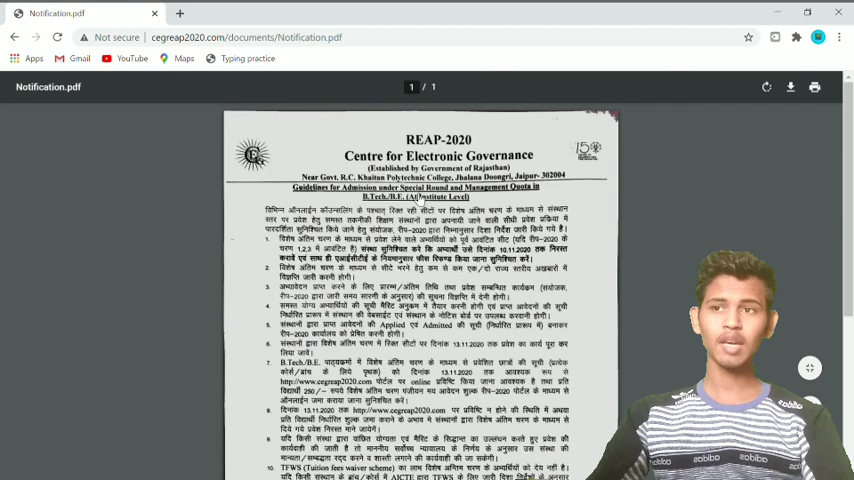 Notification.pdf
Not secure | cegreap2020.com/documents/Notification.pdf
Apps Gmail YouTube Maps Typing practice
Notification.pdf 1 / 1
REAP-2020
Centre for Electronic Governance
(Established by Government of Rajasthan)
Near Govt. R.C. Khaitan Polytechnic College, Jhalana Doongri, Jaipur- 302004
Guidelines for Admission under Special Round and Management Quota in
B.Tech./B.E. (At Institute Level)
विभिन्न ऑनलाईन काँउन्सलिंग के पश्चात् रिक्त रही सीटों पर विशेष अंतिम चरण के माध्यम से संस्थान
स्तर पर प्रवेश हेतु समस्त तकनीकी शिक्षण संस्थानों द्वारा अपनायी जाने वाली सीधी प्रवेश प्रक्रिया में
पारदर्शिता सुनिश्चित किये जाने हेतु संयोजक, रीप–2020 द्वारा निम्नानुसार दिशा निर्देश जारी किये गये है।
1. विशेष अंतिम चरण के माध्यम से प्रवेश लेने वाले अभ्यार्थियों को पूर्व आवंटित सीट (यदि रीप–2020 के
चरण 1,2,3 में आवंटित है) संस्था सुनिश्चित करे कि अभ्यार्थी उसे दिनांक 10.11.2020 तक निरस्त
करावें एवं साथ ही एआईसीटीई के नियमानुसार फीस रिफण्ड किया जाना सुनिश्चित करें।
2. विशेष अंतिम चरण के माध्यम से सीटे भरने हेतु कम से कम एक/दो राज्य स्तरीय अखबारों में
विज्ञप्ति जारी करनी होगी।
3. अभ्यावेदन प्राप्त करने के लिए प्रारम्भ/अंतिम तिथि तथा प्रवेश सम्बन्धित कार्यक्रम (संयोजक,
रीप–2020 द्वारा जारी समय सारणी के अनुसार) की सूचना विज्ञप्ति में देनी होगी।
4. समस्त योग्य अभ्यार्थियों की सूची मैरिट अनुक्रम में तैयार करनी होगी एवं प्राप्त आवेदनों की सूची
निर्धारित प्रारूप में संस्थान की वेबसाईट एवं संस्थान के नोटिस बोर्ड पर उपलब्ध करवानी होगी।
5. संस्थानों द्वारा प्राप्त आवेदनों की Applied एवं Admitted की सूची (निर्धारित प्रारूप में) बनाकर
रीप–2020 कार्यालय को प्रेषित करनी होगी।
6. संस्थानों द्वारा विशेष अंतिम चरण में रिक्त सीटों पर दिनांक 13.11.2020 तक प्रवेश का कार्य पूरा कर
लिया जावे।
7. B.Tech./B.E. पाठ्यक्रमों में विशेष अंतिम चरण के माध्यम से प्रवेशित छात्रों की सूची (प्रत्येक
कोर्स/ब्रांच के लिये पृथक) को दिनांक 13.11.2020 तक आवश्यक रूप से
http://www.cegreap2020.com पोर्टल पर online प्रविष्टि किया जाना आवश्यक है तथा प्रति
विद्यार्थी 250/– रूपये विशेष अंतिम चरण पंजीयन मय आवेदन शुल्क रीप–2020 पोर्टल के माध्यम से
ऑनलाईन जमा कराया जाना सुनिश्चित करें।
8. दिनांक 13.11.2020 तक http://www.cegreap2020.com पर प्रविष्टि न होने की स्थिति में अथवा
प्रति विद्यार्थी निर्धारित शुल्क जमा कराने के अभाव मे संस्थानों द्वारा विशेष अंतिम चरण के माध्यम से
दिये गये प्रवेश निरस्त माने जायेगें।
9. यदि किसी संस्था द्वारा वांछित योग्यता एवं मैरिट के सिद्धान्त का उल्लंघन करते हुए प्रवेश की
कार्यवाही की जाती है तो माननीय सर्वोच्च न्यायालय के निर्णय के अनुसार उस संस्था की
मान्यता/सम्बद्धता रद्द करने व शास्ती लगाने की कार्यवाही की जा सकेगी।
10. TFWS (Tuition fees waiver scheme) का लाभ विशेष अन्तिम चरण के अभ्यार्थियों को देय नहीं है।
यदि किसी संस्थान के ब्रांच/कोर्स में AICTE द्वारा TFWS के लिए जारी दिशा निर्देशों के अनुसार